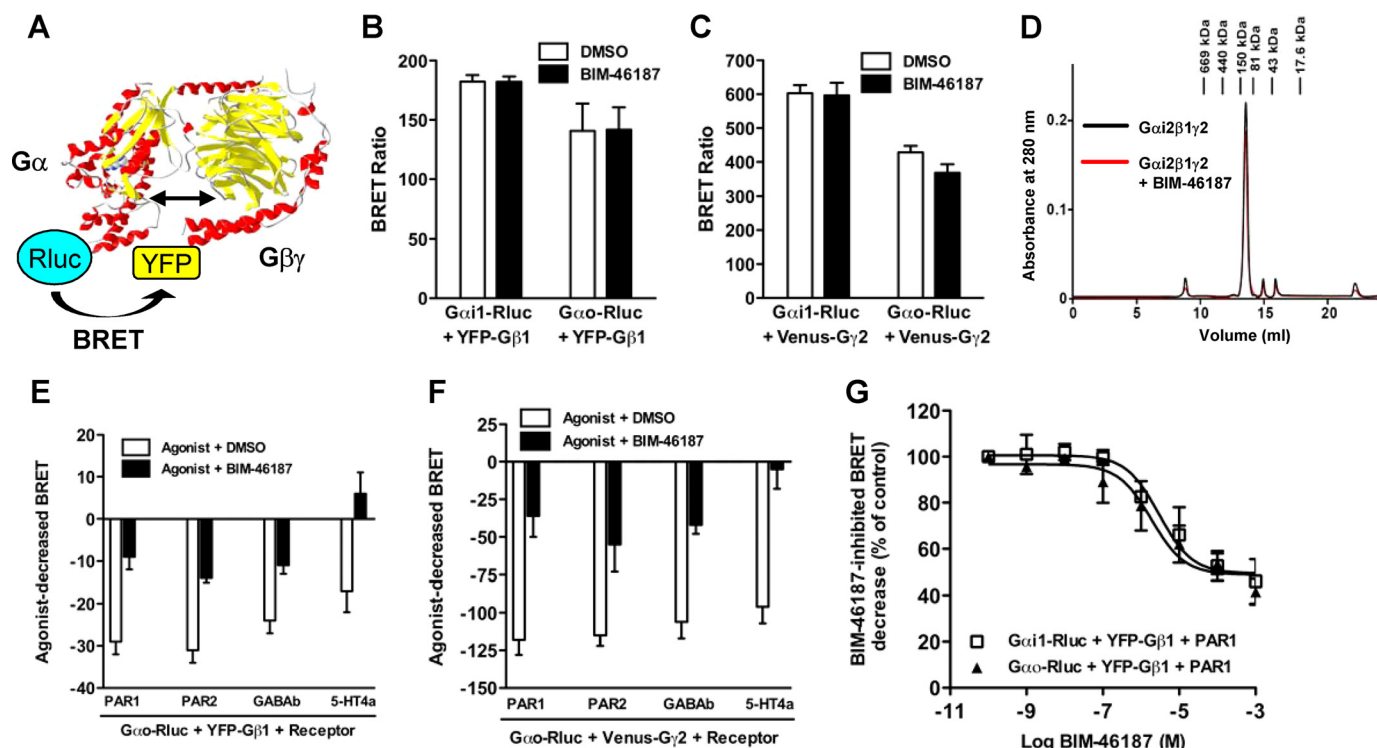 A
Gα
Gβγ
Rluc
YFP
BRET
B
DMSO
BIM-46187
BRET Ratio
200
150
100
50
0
Gαi1-Rluc
+ YFP-Gβ1
Gαo-Rluc
+ YFP-Gβ1
C
DMSO
BIM-46187
BRET Ratio
700
600
500
400
300
200
100
0
Gαi1-Rluc
+ Venus-Gγ2
Gαo-Rluc
+ Venus-Gγ2
D
669 kDa
440 kDa
150 kDa
81 kDa
43 kDa
17.6 kDa
Gαi2β1γ2
Gαi2β1γ2
+ BIM-46187
Absorbance at 280 nm
0.2
0.1
0
10
20
Volume (ml)
E
Agonist + DMSO
Agonist + BIM-46187
Agonist-decreased BRET
20
10
0
-10
-20
-30
-40
PAR1 PAR2 GABAb 5-HT4a
Gαo-Rluc + YFP-Gβ1 + Receptor
F
Agonist + DMSO
Agonist + BIM-46187
Agonist-decreased BRET
25
0
-25
-50
-75
-100
-125
-150
PAR1 PAR2 GABAb 5-HT4a
Gαo-Rluc + Venus-Gγ2 + Receptor
G
BIM-46187-inhibited BRET
decrease (% of control)
120
100
80
60
40
20
0
Gαi1-Rluc + YFP-Gβ1 + PAR1
Gαo-Rluc + YFP-Gβ1 + PAR1
-11 -9 -7 -5 -3
Log BIM-46187 (M)